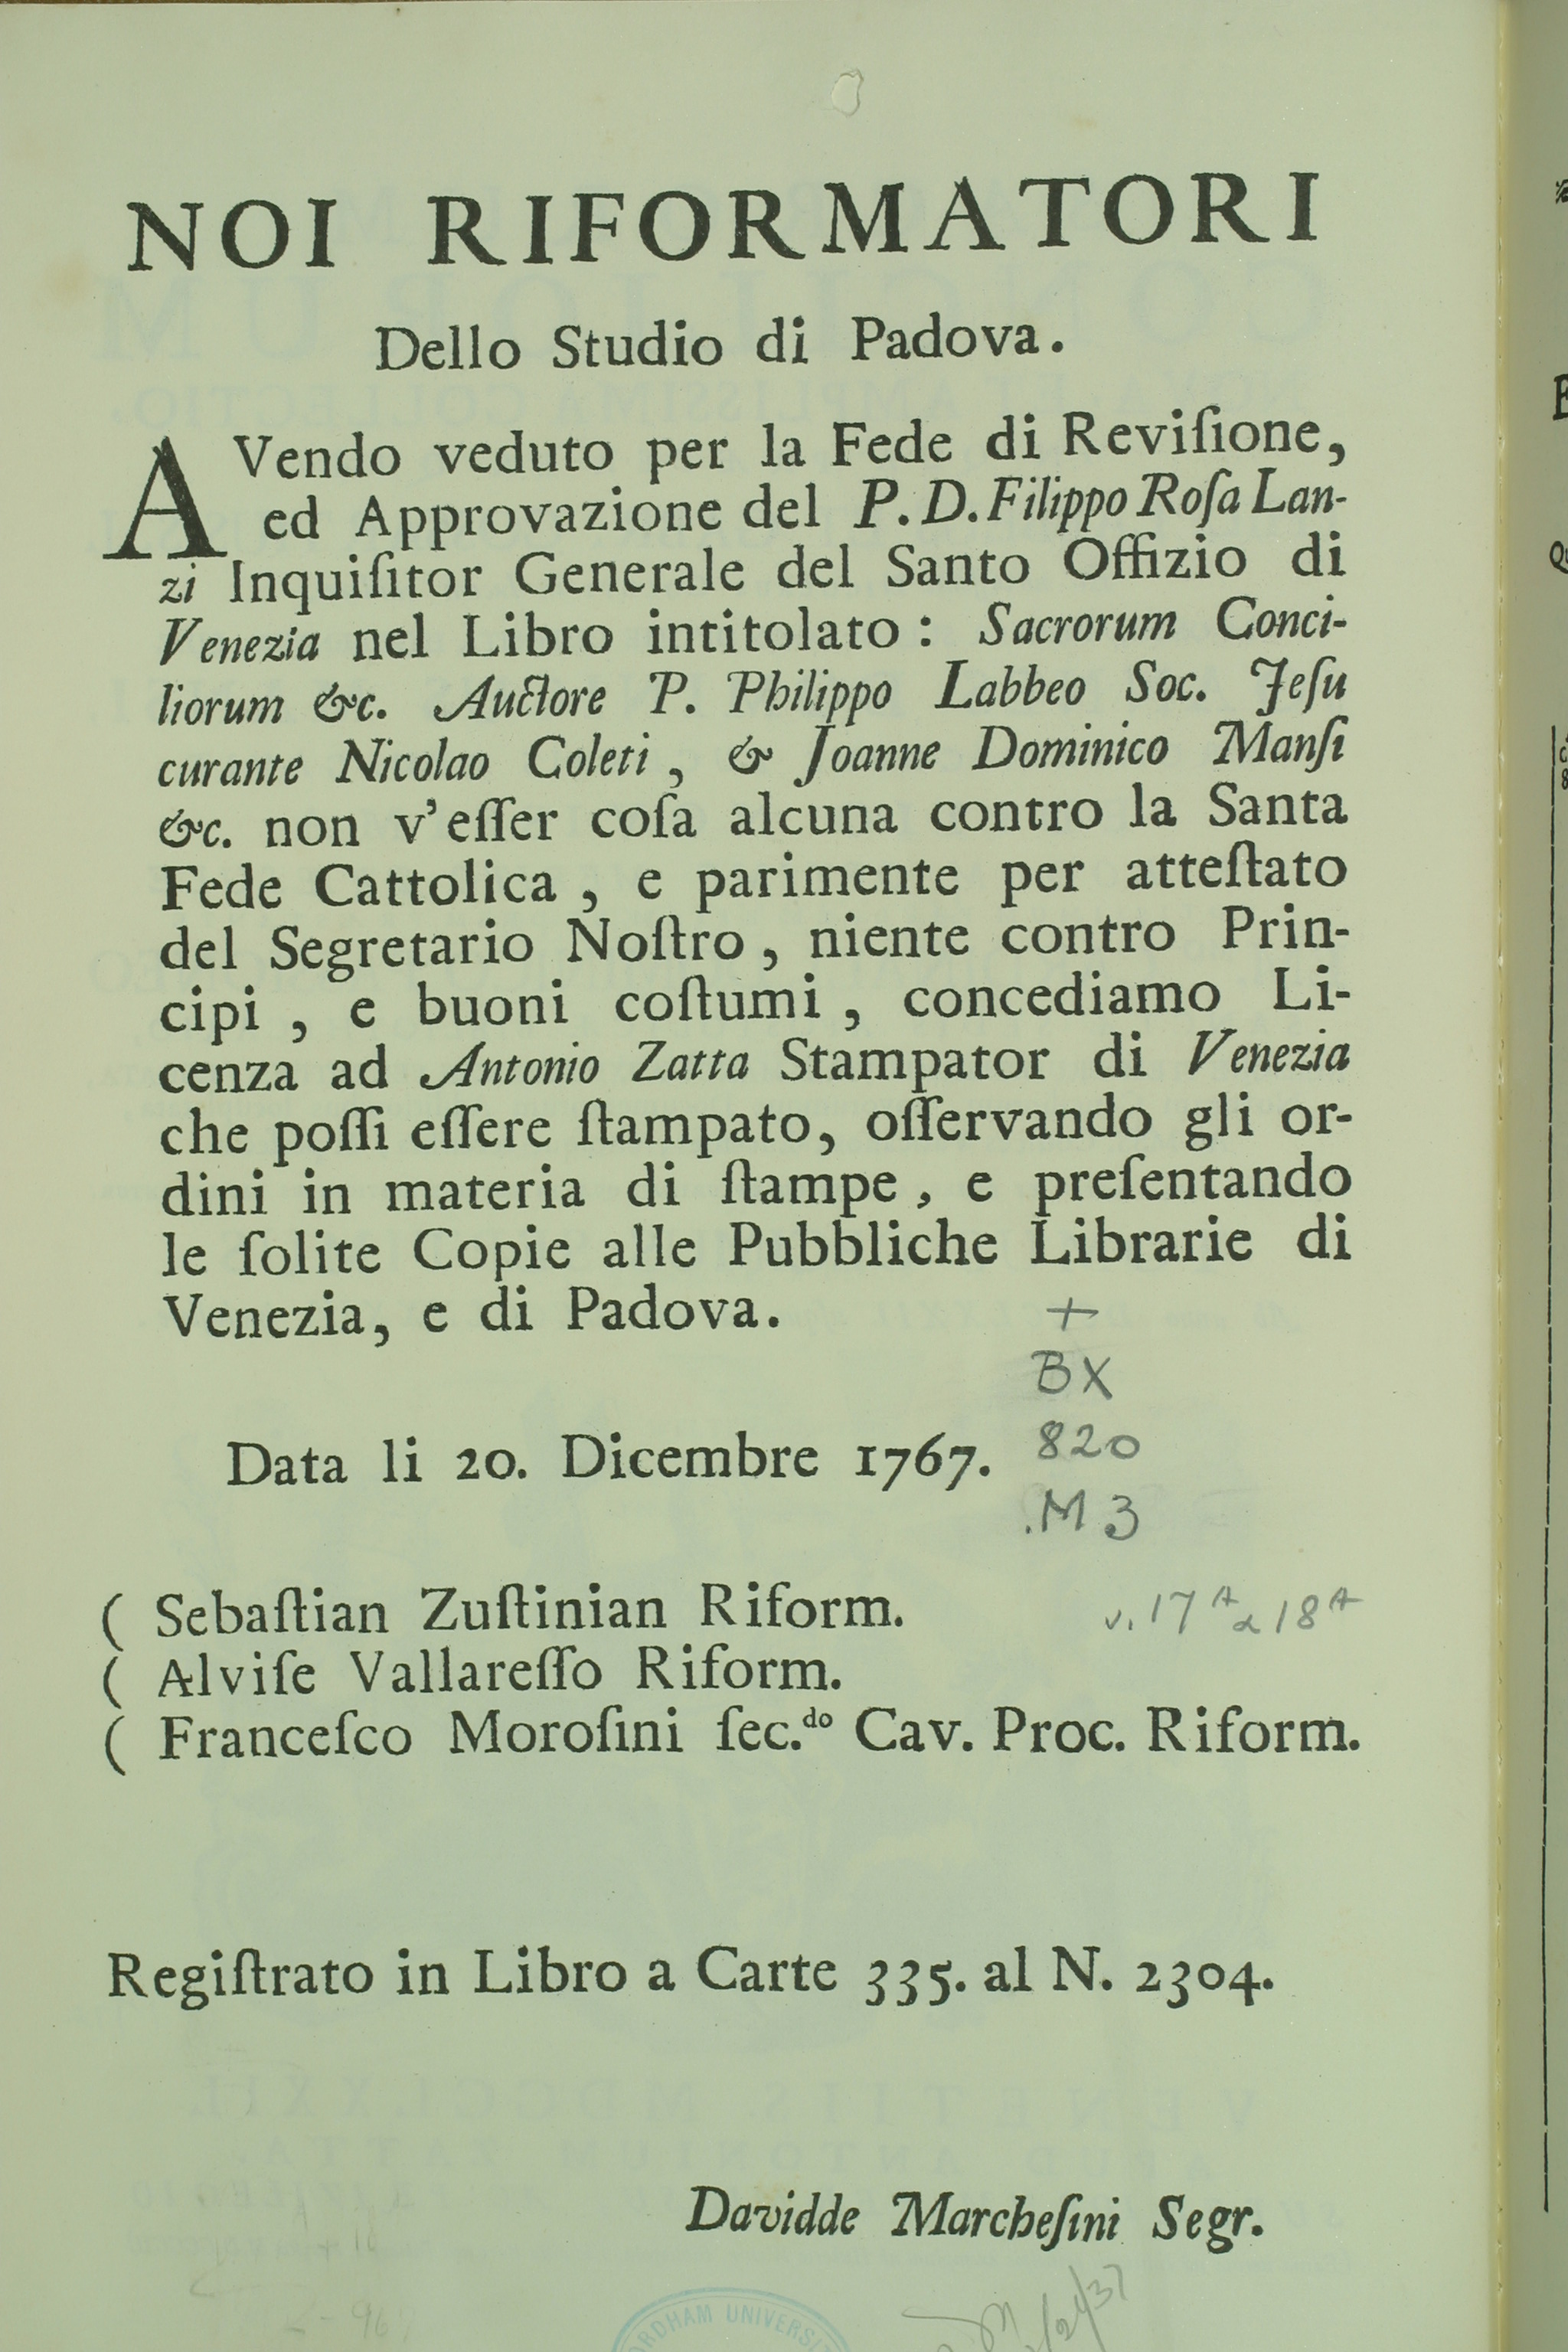 NOI RIFORMATORI
Dello Studio di Padova.
AVendo veduto per la Fede di Reviſione,
ed Approvazione del P. D. Filippo Roſa Lan-
zi Inquiſitor Generale del Santo Offizio di
Venezia nel Libro intitolato : Sacrorum Conci-
liorum &c. Auctore P. Philippo Labbeo Soc. Jeſu
curante Nicolao Coleti , & Joanne Dominico Manſi
&c. non v'eſſer coſa alcuna contro la Santa
Fede Cattolica , e parimente per atteſtato
del Segretario Noſtro , niente contro Prin-
cipi , e buoni coſtumi , concediamo Li-
cenza ad Antonio Zatta Stampator di Venezia
che poſſi eſſere ſtampato, oſſervando gli or-
dini in materia di ſtampe , e preſentando
le ſolite Copie alle Pubbliche Librarie di
Venezia, e di Padova.
+
BX
820
.M3
Data li 20. Dicembre 1767.
v. 17A & 18A
( Sebaſtian Zuſtinian Riform.
( Alviſe Vallareſſo Riform.
( Franceſco Moroſini ſec.do Cav. Proc. Riform.
Regiſtrato in Libro a Carte 335. al N. 2304.
Davidde Marcheſini Segr.